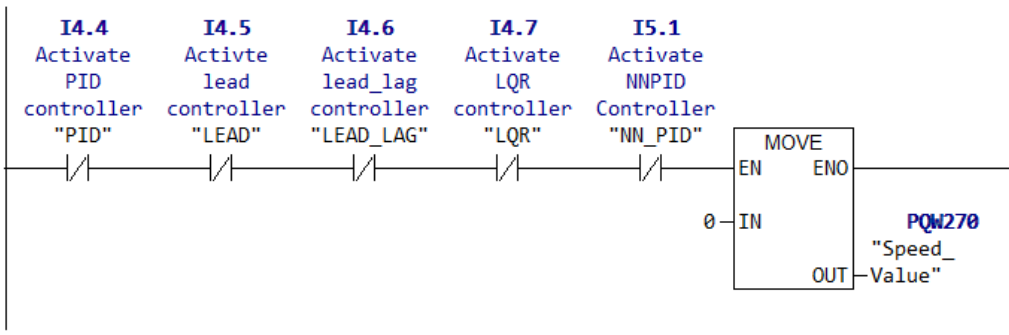 I4.4 I4.5 I4.6 I4.7 I5.1
Activate Activte Activate Activate Activate
PID lead lead_lag LQR NNPID
controller controller controller controller Controller
"PID" "LEAD" "LEAD_LAG" "LQR" "NN_PID"
MOVE
EN ENO
0 IN PQW270
"Speed_
OUT Value"